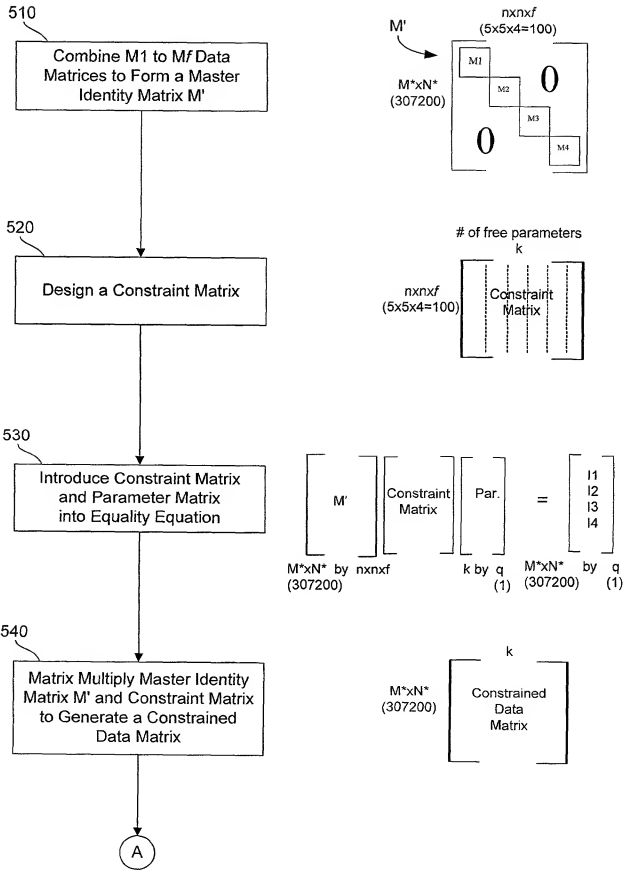 510
Combine M1 to Mf Data
Matrices to Form a Master
Identity Matrix M'
nxnxf
(5x5x4=100)
M'
M*xN*
(307200)
M1
M2
M3
M4
0
0
520
Design a Constraint Matrix
# of free parameters
k
nxnxf
(5x5x4=100)
Constraint
Matrix
530
Introduce Constraint Matrix
and Parameter Matrix
into Equality Equation
M'
Constraint
Matrix
Par.
=
I1
I2
I3
I4
M*xN* by nxnxf
(307200)
k by q
(1)
M*xN* by q
(307200) (1)
540
Matrix Multiply Master Identity
Matrix M' and Constraint Matrix
to Generate a Constrained
Data Matrix
k
M*xN*
(307200)
Constrained
Data
Matrix
A